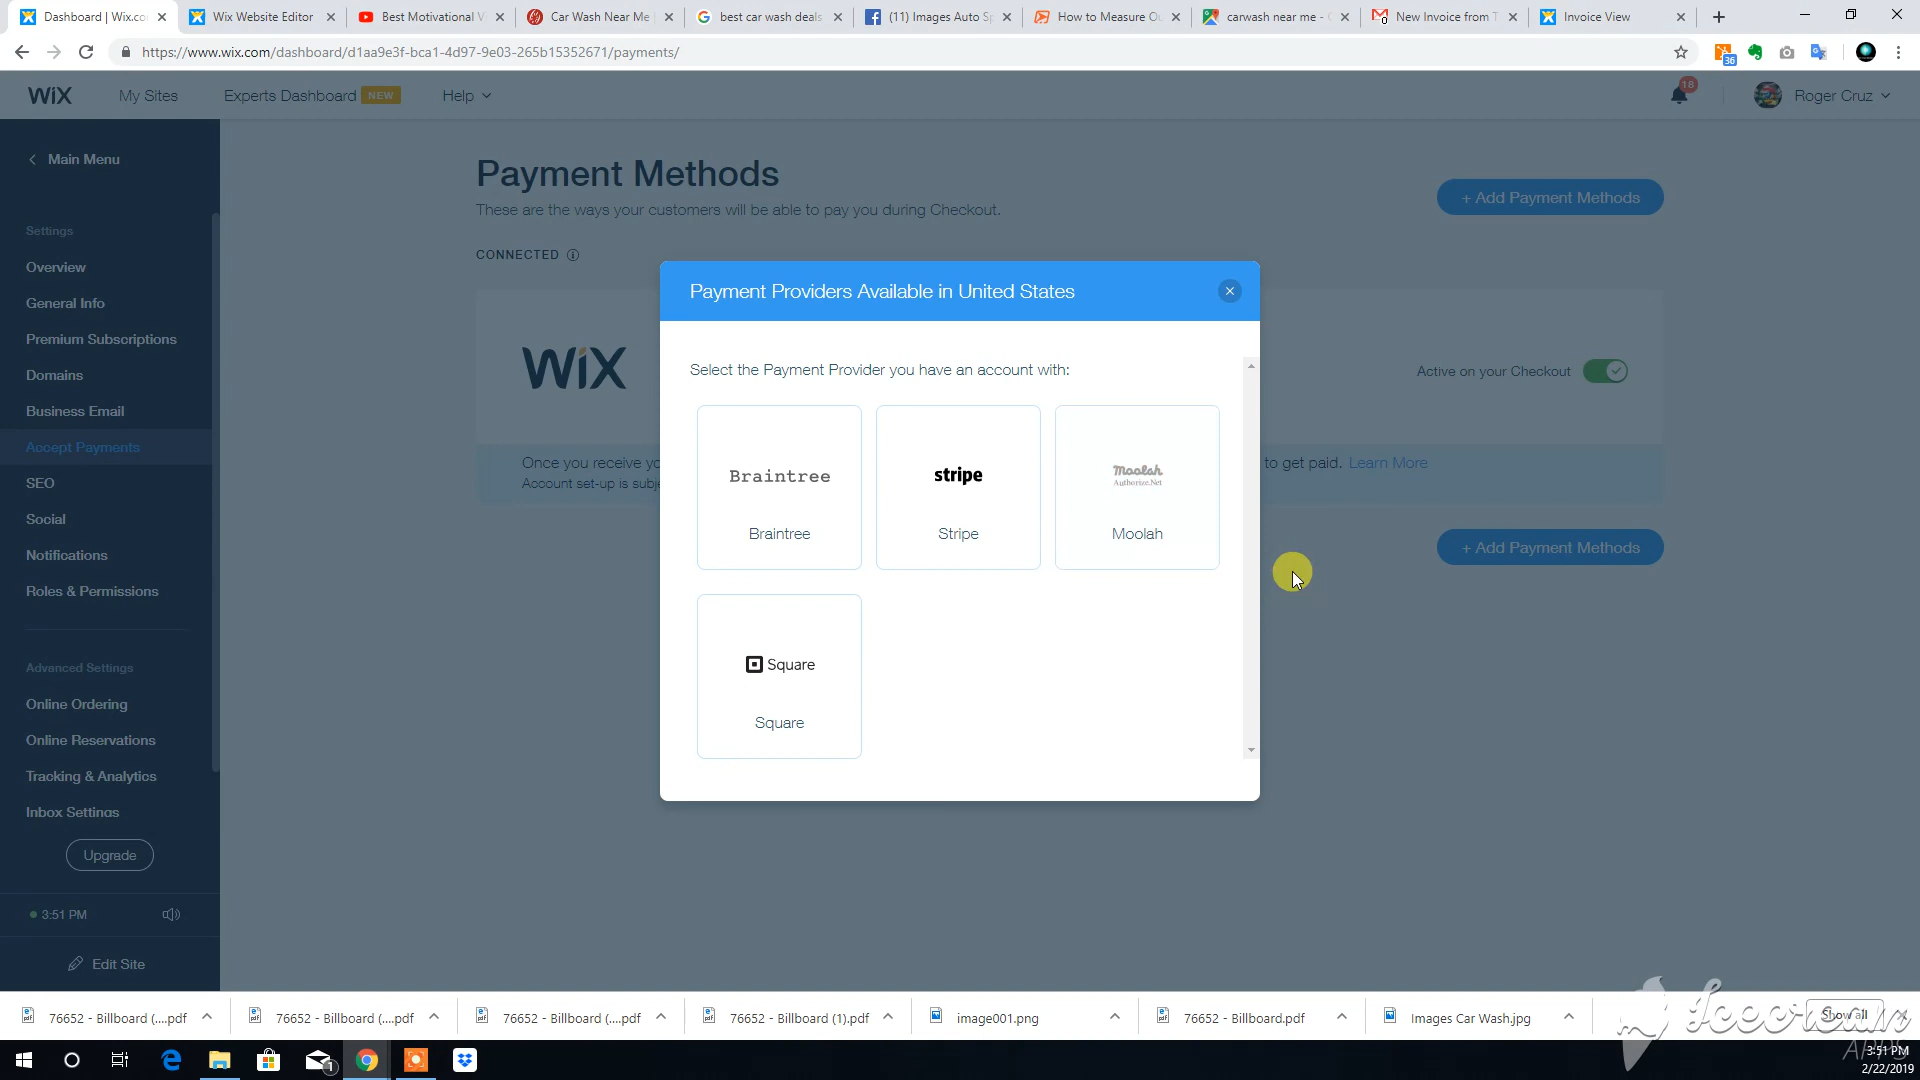 Dashboard | Wix.co
Wix Website Editor
Best Motivational V
Car Wash Near Me
best car wash deals
(11) Images Auto Sp
How to Measure Ou
carwash near me -
New Invoice from T
Invoice View
https://www.wix.com/dashboard/d1aa9e3f-bca1-4d97-9e03-265b15352671/payments/
36
WiX
My Sites
Experts Dashboard NEW
Help
18
Roger Cruz
Main Menu
Settings
Overview
General Info
Premium Subscriptions
Domains
Business Email
Accept Payments
SEO
Social
Notifications
Roles & Permissions
Advanced Settings
Online Ordering
Online Reservations
Tracking & Analytics
Inbox Settings
Upgrade
3:51 PM
Edit Site
Payment Methods
These are the ways your customers will be able to pay you during Checkout.
+ Add Payment Methods
CONNECTED
WiX
Active on your Checkout
Once you receive yo
to get paid. Learn More
Account set-up is subje
+ Add Payment Methods
Payment Providers Available in United States
Select the Payment Provider you have an account with:
Braintree
Braintree
stripe
Stripe
Moolah
Authorize.Net
Moolah
Square
Square
76652 - Billboard (....pdf
76652 - Billboard (....pdf
76652 - Billboard (....pdf
76652 - Billboard (1).pdf
image001.png
76652 - Billboard.pdf
Images Car Wash.jpg
Show all
Icecream
APPS
1
3:51 PM
2/22/2019